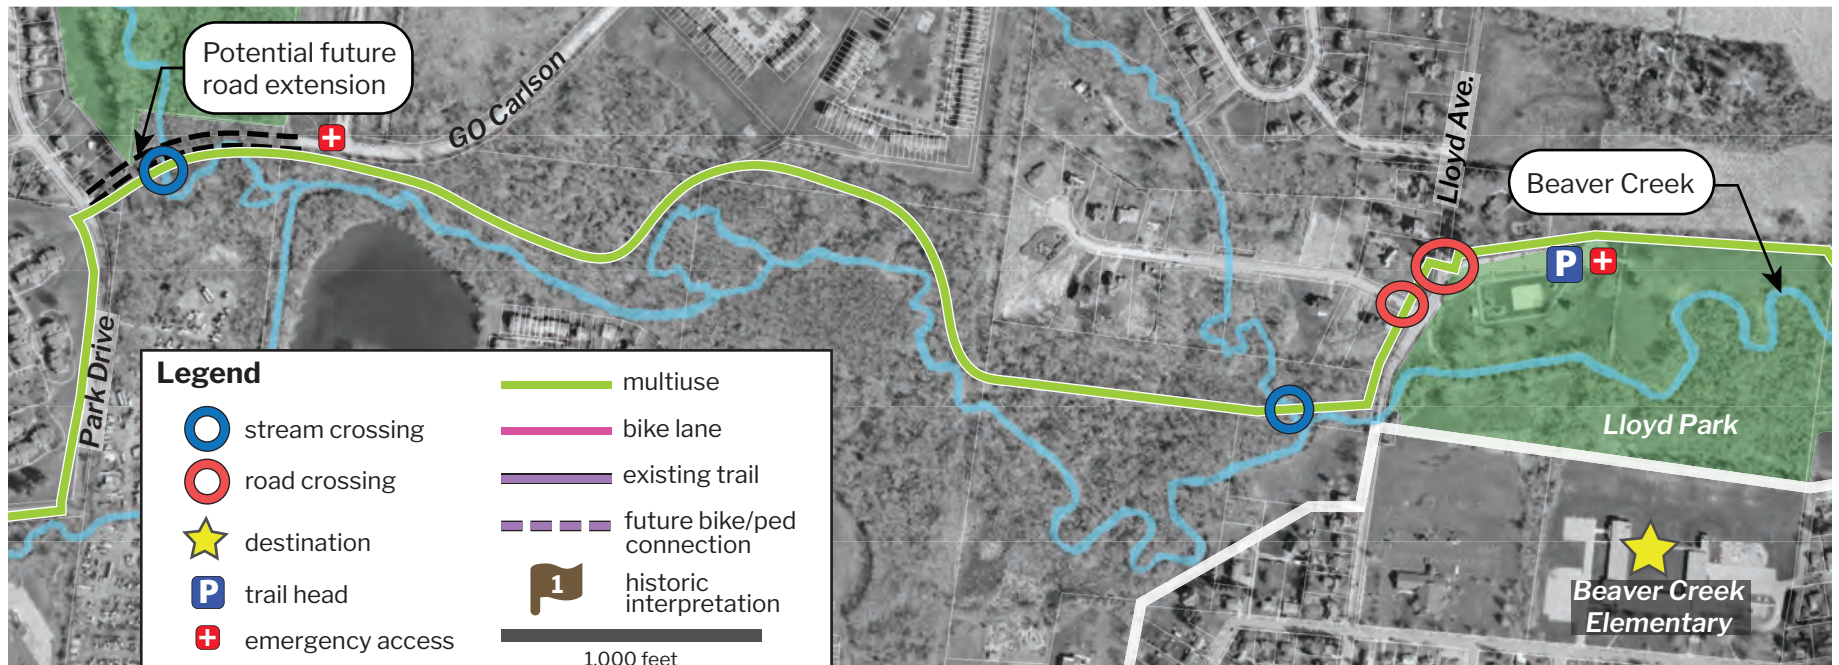 Potential future
road extension
GO Carlson
Lloyd Ave.
Beaver Creek
Park Drive
Lloyd Park
Beaver Creek
Elementary
Legend
stream crossing
road crossing
destination
P
trail head
emergency access
multiuse
bike lane
existing trail
future bike/ped
connection
1
historic
interpretation
1,000 feet
P